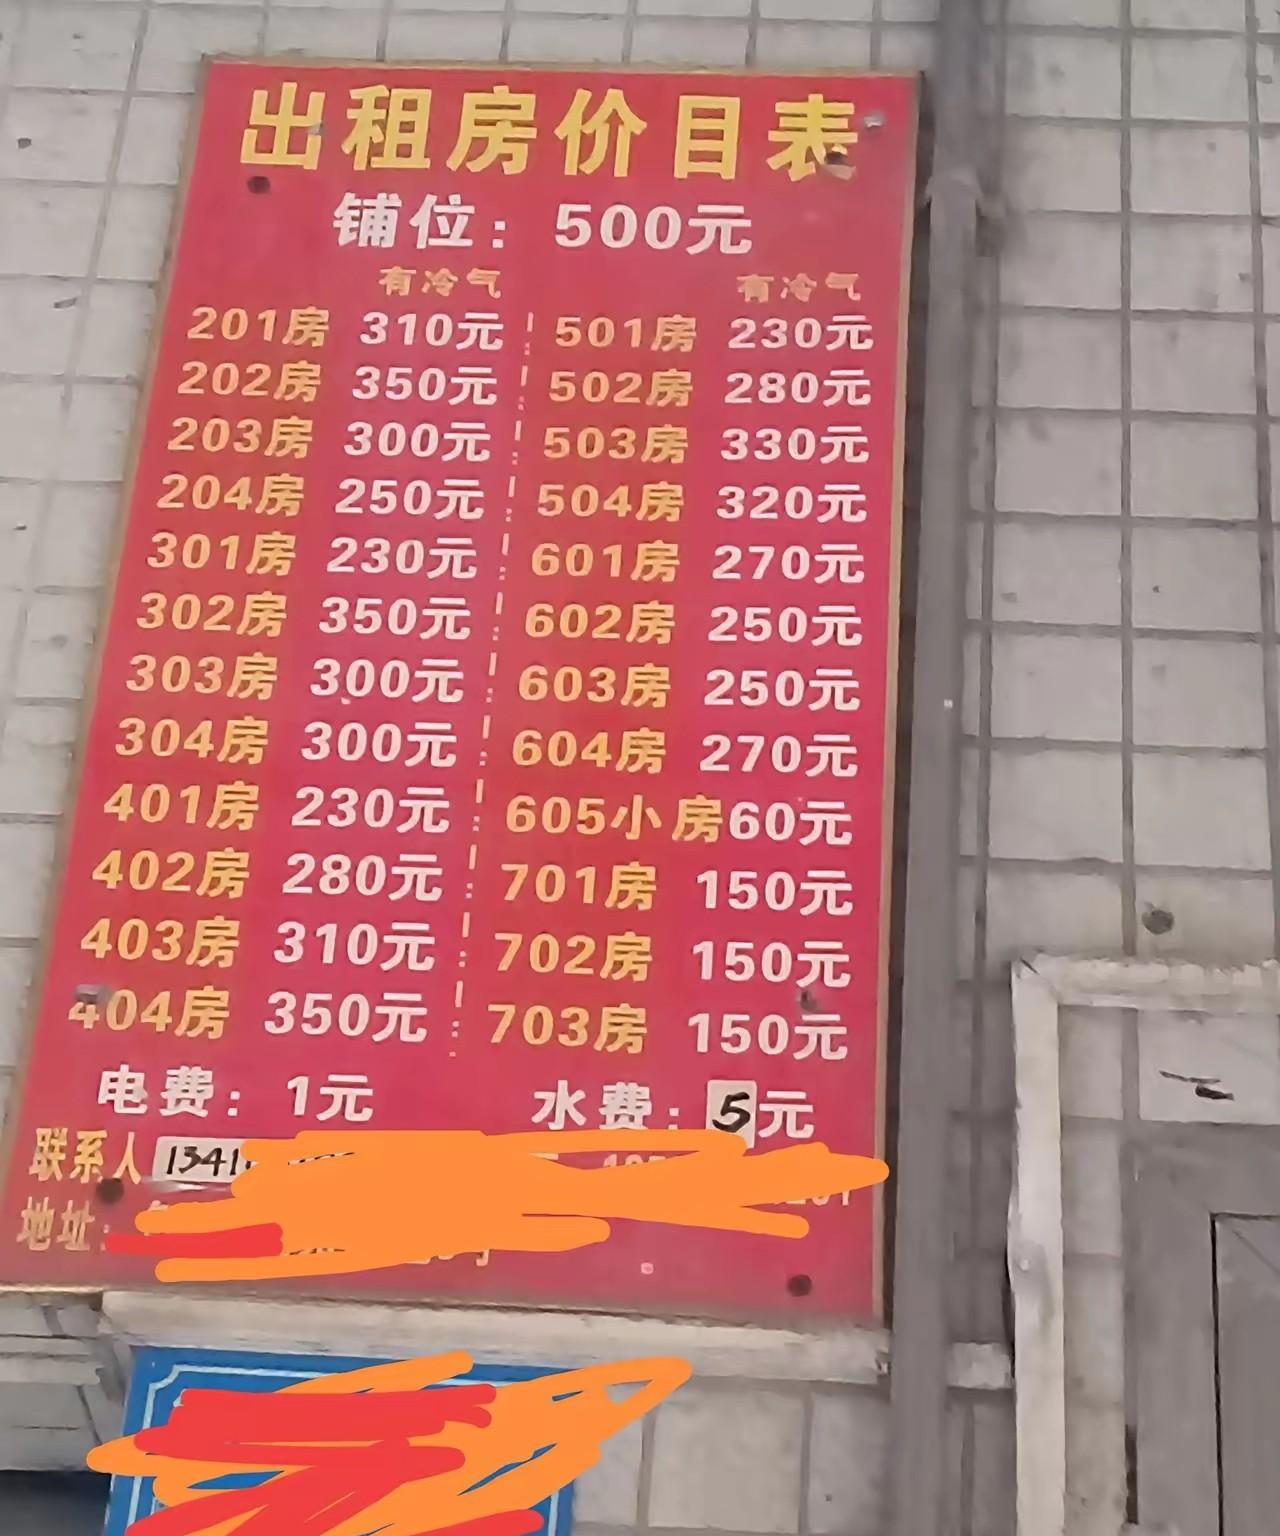 出租房价目表
铺位：500元
有冷气 有冷气
201房 310元 501房 230元
202房 350元 502房 280元
203房 300元 503房 330元
204房 250元 504房 320元
301房 230元 601房 270元
302房 350元 602房 250元
303房 300元 603房 250元
304房 300元 604房 270元
401房 230元 605小房60元
402房 280元 701房 150元
403房 310元 702房 150元
404房 350元 703房 150元
电费：1元 水费：5元
联系人 1341
地址：